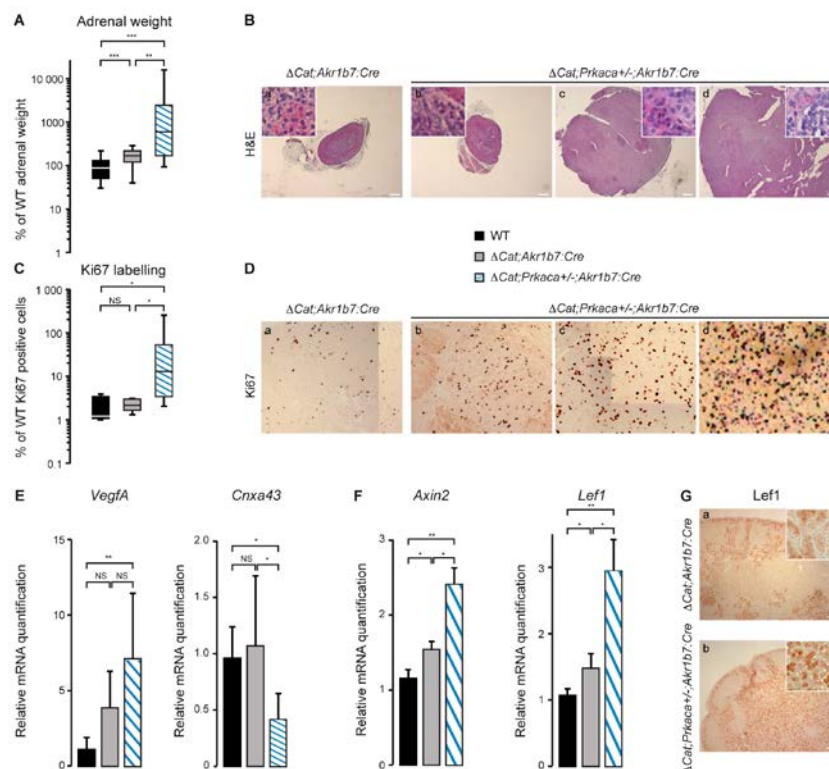 A
Adrenal weight
***
***
**
10 000
1000
100
10
1
% of WT adrenal weight
B
ΔCat;Akr1b7:Cre
ΔCat;Prkaca+/-;Akr1b7:Cre
H&E
a
b
c
d
WT
ΔCat;Akr1b7:Cre
ΔCat;Prkaca+/-;Akr1b7:Cre
C
Ki67 labelling
*
NS
*
1 000
100
10
1
0.1
% of WT Ki67 positive cells
D
ΔCat;Akr1b7:Cre
ΔCat;Prkaca+/-;Akr1b7:Cre
Ki67
a
b
c
d
E
VegfA
**
NS
NS
15
10
5
0
Relative mRNA quantification
Cnxa43
*
NS
*
2.0
1.5
1.0
0.5
0.0
Relative mRNA quantification
F
Axin2
**
*
*
3
2
1
0
Relative mRNA quantification
Lef1
**
*
*
3
2
1
0
Relative mRNA quantification
G
Lef1
a
ΔCat;Akr1b7:Cre
b
ΔCat;Prkaca+/-;Akr1b7:Cre